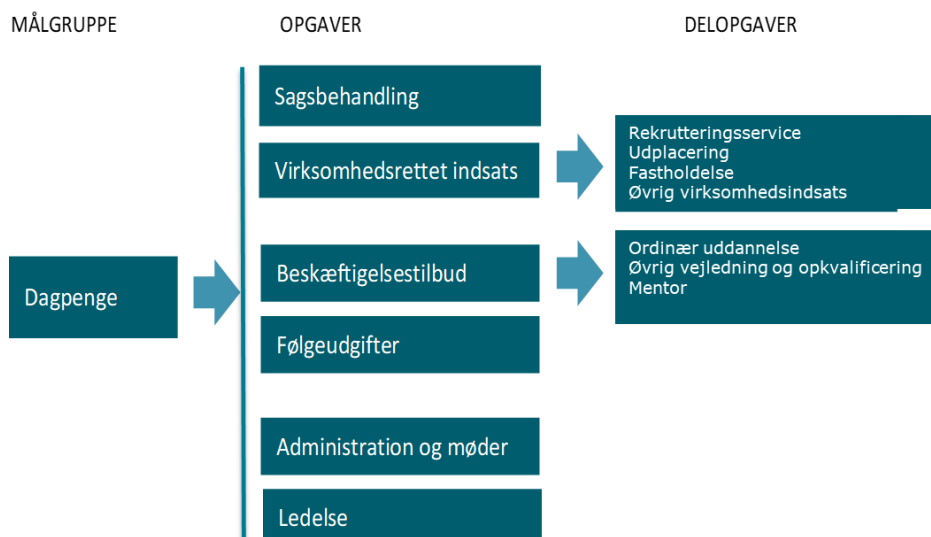 MÅLGRUPPE
OPGAVER
DELOPGAVER
Dagpenge
Sagsbehandling
Virksomhedsrettet indsats
Rekrutteringsservice
Udplacering
Fastholdelse
Øvrig virksomhedsindsats
Beskæftigelsestilbud
Ordinær uddannelse
Øvrig vejledning og opkvalificering
Mentor
Følgeudgifter
Administration og møder
Ledelse